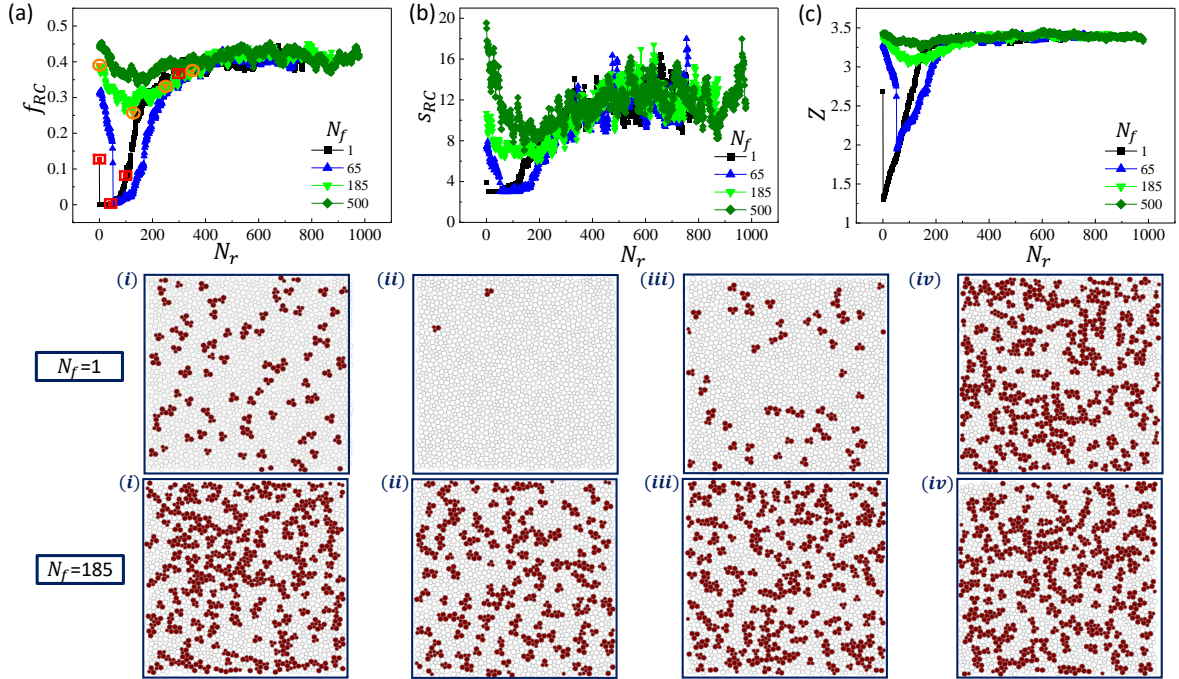 (a)
0.5
0.4
0.3
0.2
0.1
0
f_RC
0 200 400 600 800 1000
N_r
N_f
1
65
185
500
(b)
20
16
12
8
4
0
s_RC
0 200 400 600 800 1000
N_r
N_f
1
65
185
500
(c)
3.5
3
2.5
2
1.5
1
Z
0 200 400 600 800 1000
N_r
N_f
1
65
185
500
(i) (ii) (iii) (iv)
N_f=1
(i) (ii) (iii) (iv)
N_f=185